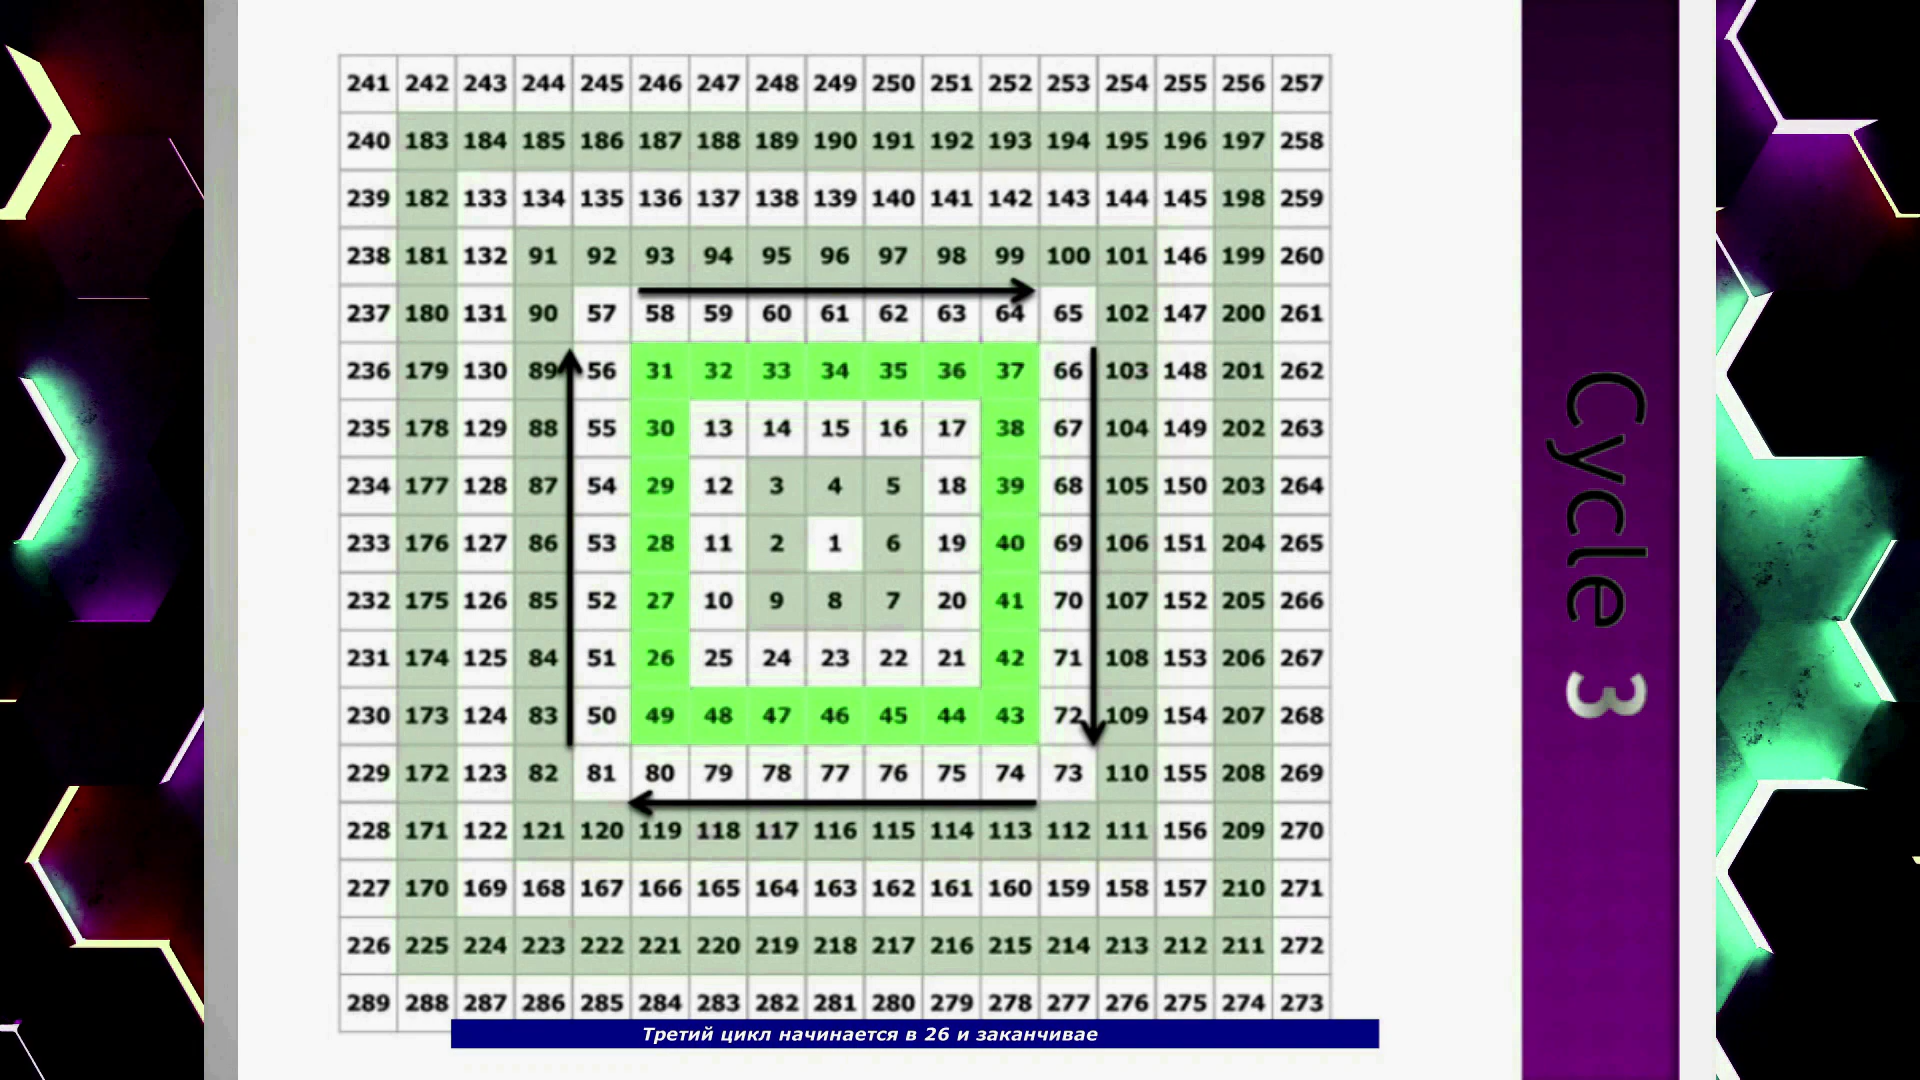 241 242 243 244 245 246 247 248 249 250 251 252 253 254 255 256 257
240 183 184 185 186 187 188 189 190 191 192 193 194 195 196 197 258
239 182 133 134 135 136 137 138 139 140 141 142 143 144 145 198 259
238 181 132 91 92 93 94 95 96 97 98 99 100 101 146 199 260
237 180 131 90 57 58 59 60 61 62 63 64 65 102 147 200 261
236 179 130 89 56 31 32 33 34 35 36 37 66 103 148 201 262
235 178 129 88 55 30 13 14 15 16 17 38 67 104 149 202 263
234 177 128 87 54 29 12 3 4 5 18 39 68 105 150 203 264
233 176 127 86 53 28 11 2 1 6 19 40 69 106 151 204 265
232 175 126 85 52 27 10 9 8 7 20 41 70 107 152 205 266
231 174 125 84 51 26 25 24 23 22 21 42 71 108 153 206 267
230 173 124 83 50 49 48 47 46 45 44 43 72 109 154 207 268
229 172 123 82 81 80 79 78 77 76 75 74 73 110 155 208 269
228 171 122 121 120 119 118 117 116 115 114 113 112 111 156 209 270
227 170 169 168 167 166 165 164 163 162 161 160 159 158 157 210 271
226 225 224 223 222 221 220 219 218 217 216 215 214 213 212 211 272
289 288 287 286 285 284 283 282 281 280 279 278 277 276 275 274 273
Cycle 3
Третий цикл начинается в 26 и заканчивае